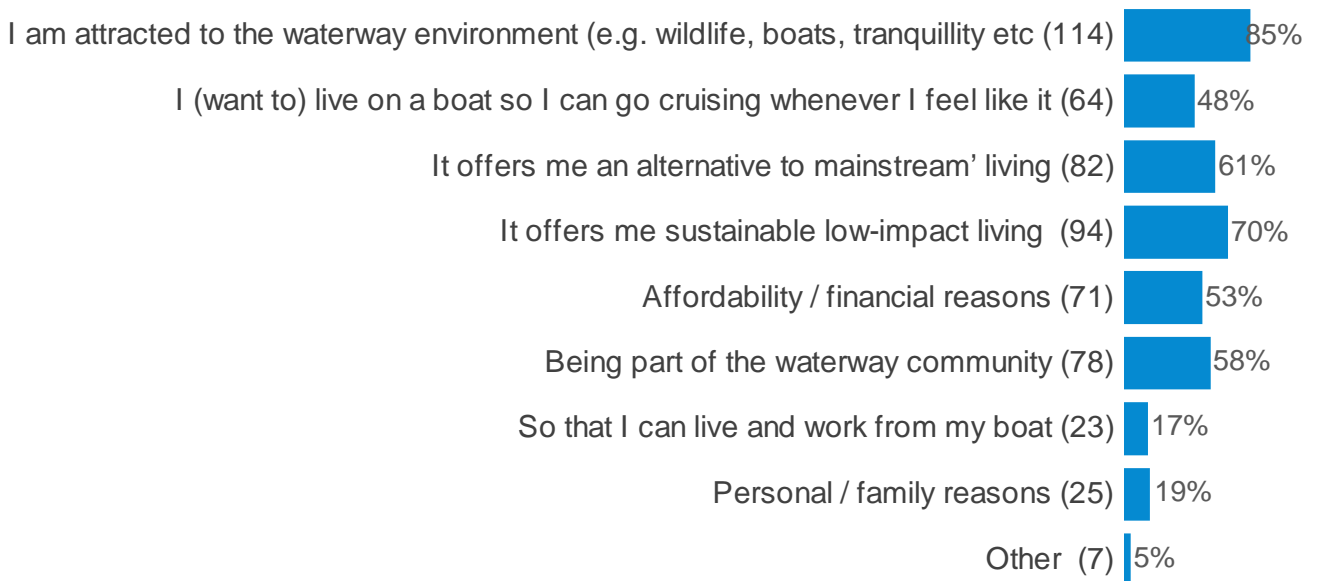 I am attracted to the waterway environment (e.g. wildlife, boats, tranquillity etc (114) 85%
I (want to) live on a boat so I can go cruising whenever I feel like it (64) 48%
It offers me an alternative to mainstream’ living (82) 61%
It offers me sustainable low-impact living (94) 70%
Affordability / financial reasons (71) 53%
Being part of the waterway community (78) 58%
So that I can live and work from my boat (23) 17%
Personal / family reasons (25) 19%
Other (7) 5%